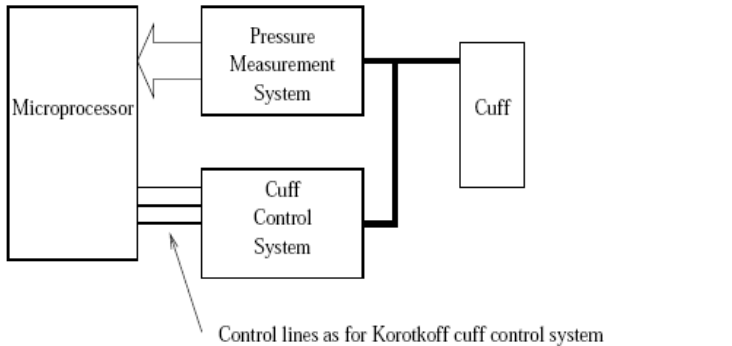 Pressure
Measurement
System
Microprocessor
Cuff
Cuff
Control
System
Control lines as for Korotkoff cuff control system